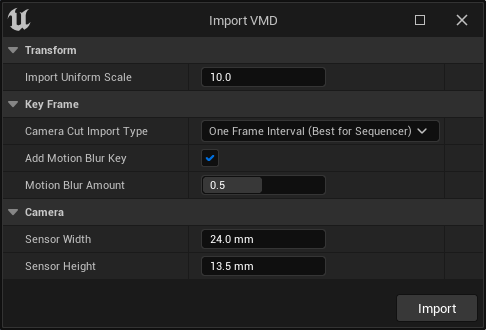 Import VMD
Transform
Import Uniform Scale 10.0
Key Frame
Camera Cut Import Type One Frame Interval (Best for Sequencer)
Add Motion Blur Key
Motion Blur Amount 0.5
Camera
Sensor Width 24.0 mm
Sensor Height 13.5 mm
Import